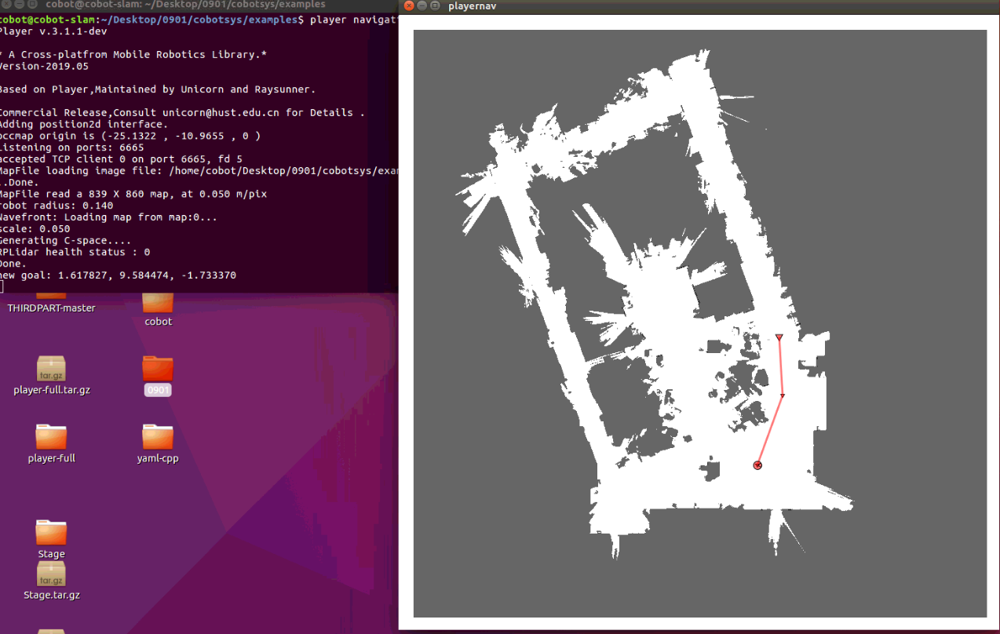 cobot@cobot-slam: ~/Desktop/0901/cobotsys/examples
cobot@cobot-slam:~/Desktop/0901/cobotsys/examples$ player navigat
Player v.3.1.1-dev
* A Cross-platfrom Mobile Robotics Library.*
Version-2019.05
Based on Player,Maintained by Unicorn and Raysunner.
Commercial Release,Consult unicorn@hust.edu.cn for Details .
Adding position2d interface.
occmap origin is (-25.1322 , -10.9655 , 0 )
Listening on ports: 6665
accepted TCP client 0 on port 6665, fd 5
MapFile loading image file: /home/cobot/Desktop/0901/cobotsys/exam
..Done.
MapFile read a 839 X 860 map, at 0.050 m/pix
robot radius: 0.140
Wavefront: Loading map from map:0...
scale: 0.050
Generating C-space....
RPLidar health status : 0
Done.
new goal: 1.617827, 9.584474, -1.733370
playernav
THIRDPART-master
cobot
tar.gz
player-full.tar.gz
0901
player-full
yaml-cpp
Stage
tar.gz
Stage.tar.gz